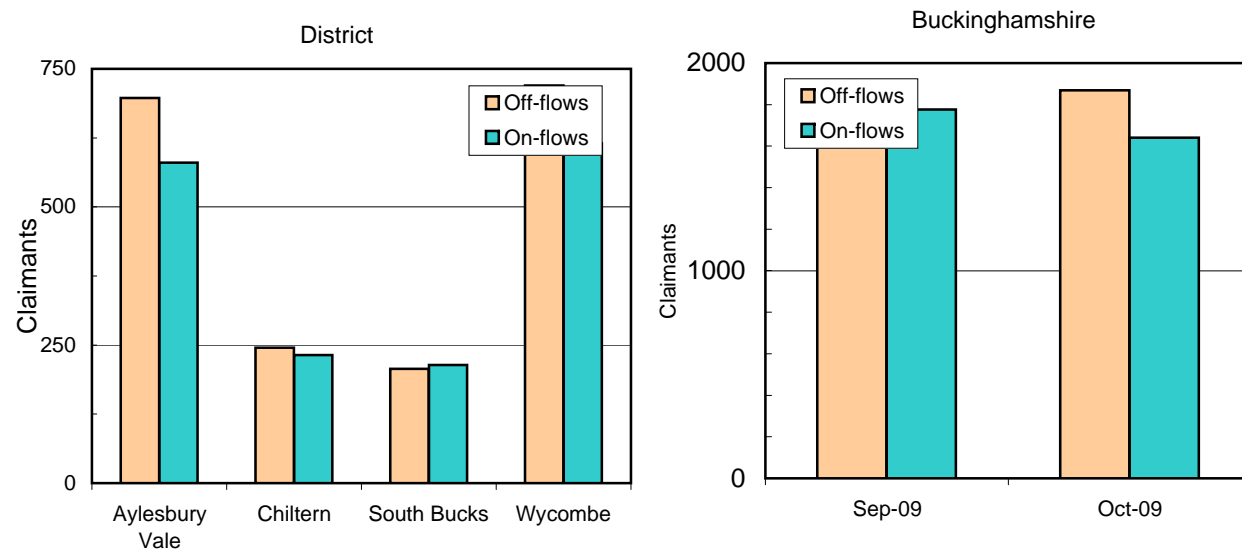 District
750
500
250
0
Claimants
Off-flows
On-flows
Aylesbury
Vale
Chiltern
South Bucks
Wycombe
Buckinghamshire
2000
1000
0
Claimants
Off-flows
On-flows
Sep-09
Oct-09